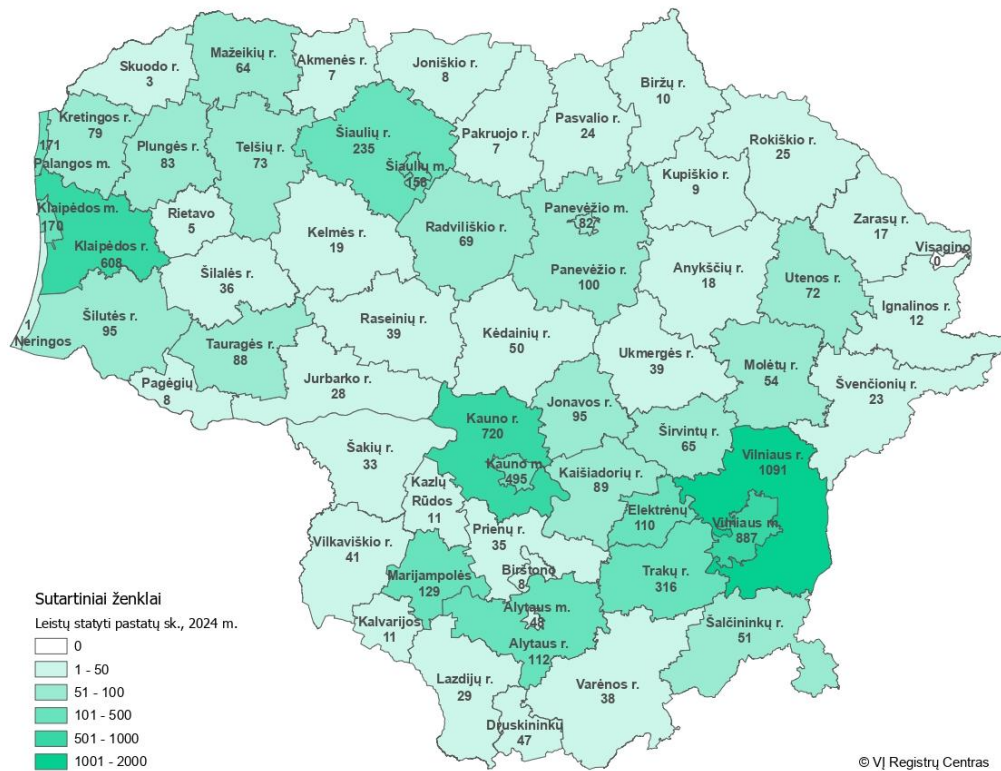 Skuodo r.
3
Mažeikių r.
64
Akmenės r.
7
Joniškio r.
8
Biržų r.
10
Kretingos r.
79
171
Palangos m.
Plungės r.
83
Telšių r.
73
Šiaulių r.
235
Šiaulių m.
158
Pakruojo r.
7
Pasvalio r.
24
Rokiškio r.
25
Kupiškio r.
9
Klaipėdos m.
170
Klaipėdos r.
608
Rietavo
5
Kelmės r.
19
Radviliškio r.
69
Panevėžio m.
82
Panevėžio r.
100
Anykščių r.
18
Zarasų r.
17
Visagino
0
Utenos r.
72
Ignalinos r.
12
Šilalės r.
36
Šilutės r.
95
1
Neringos
Tauragės r.
88
Raseinių r.
39
Kėdainių r.
50
Ukmergės r.
39
Molėtų r.
54
Švenčionių r.
23
Pagėgių
8
Jurbarko r.
28
Jonavos r.
95
Širvintų r.
65
Kauno r.
720
Kauno m.
495
Kaišiadorių r.
89
Vilniaus r.
1091
Vilniaus m.
887
Šakių r.
33
Kazlų
Rūdos
11
Elektrėnų
110
Prienų r.
35
Vilkaviškio r.
41
Marijampolės
129
Birštono
8
Trakų r.
316
Alytaus m.
48
Alytaus r.
112
Kalvarijos
11
Šalčininkų r.
51
Lazdijų r.
29
Varėnos r.
38
Druskininkų
47
Sutartiniai ženklai
Leistų statyti pastatų sk., 2024 m.
0
1 - 50
51 - 100
101 - 500
501 - 1000
1001 - 2000
© VĮ Registrų Centras